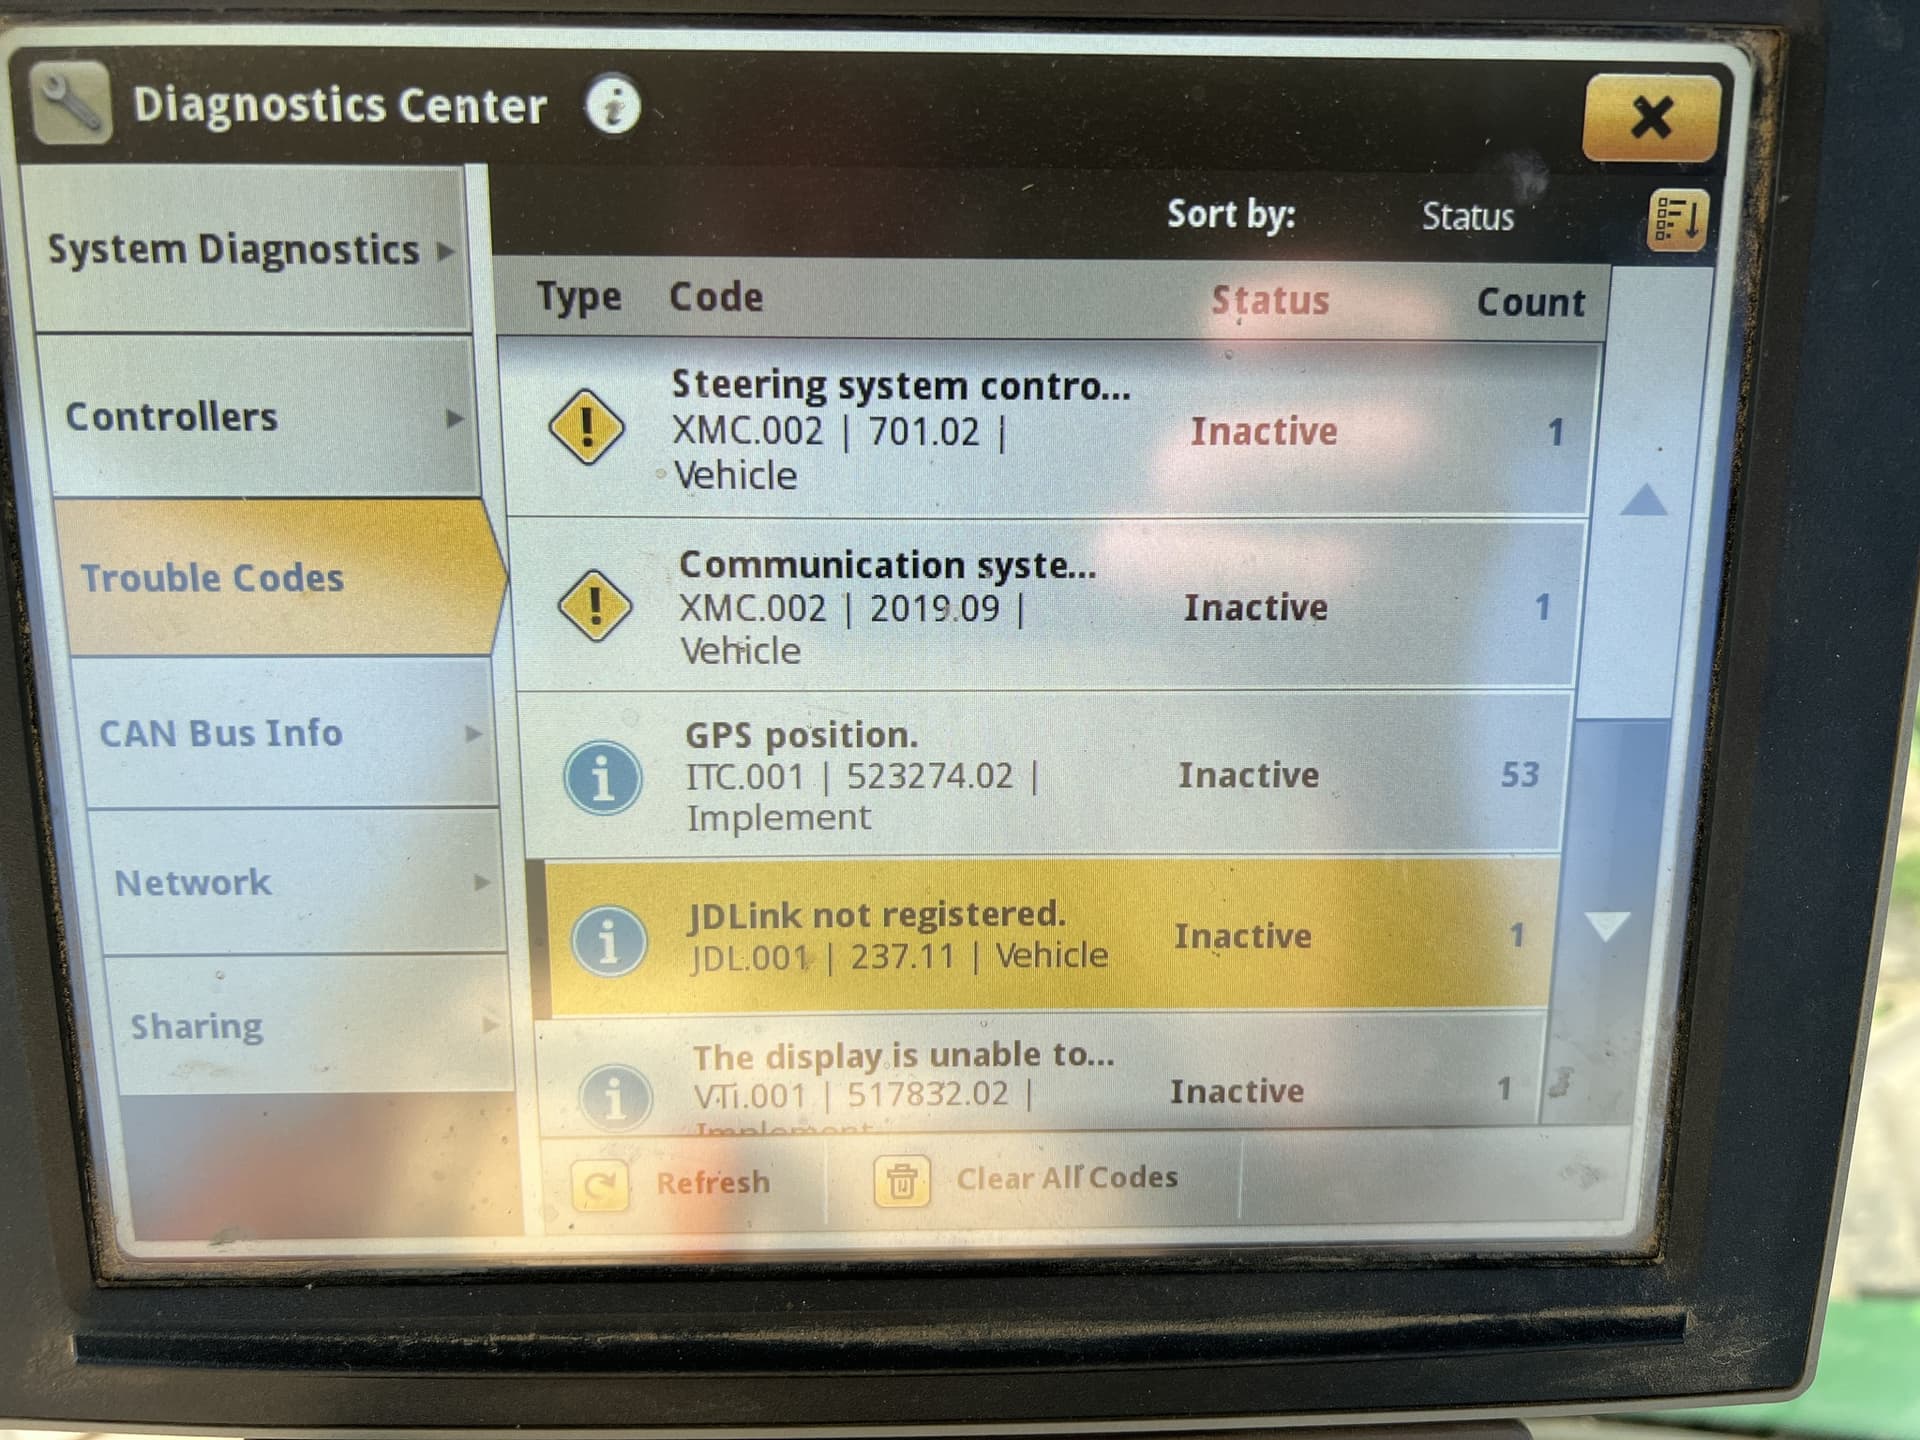 Diagnostics Center
Sort by: Status
System Diagnostics
Controllers
Trouble Codes
CAN Bus Info
Network
Sharing
Type Code Status Count
Steering system contro...
XMC.002 | 701.02 |
Vehicle
Inactive 1
Communication syste...
XMC.002 | 2019.09 |
Vehicle
Inactive 1
GPS position.
ITC.001 | 523274.02 |
Implement
Inactive 53
JDLink not registered.
JDL.001 | 237.11 | Vehicle
Inactive 1
The display is unable to...
VTi.001 | 517832.02 |
Implement
Inactive 1
Refresh
Clear All Codes